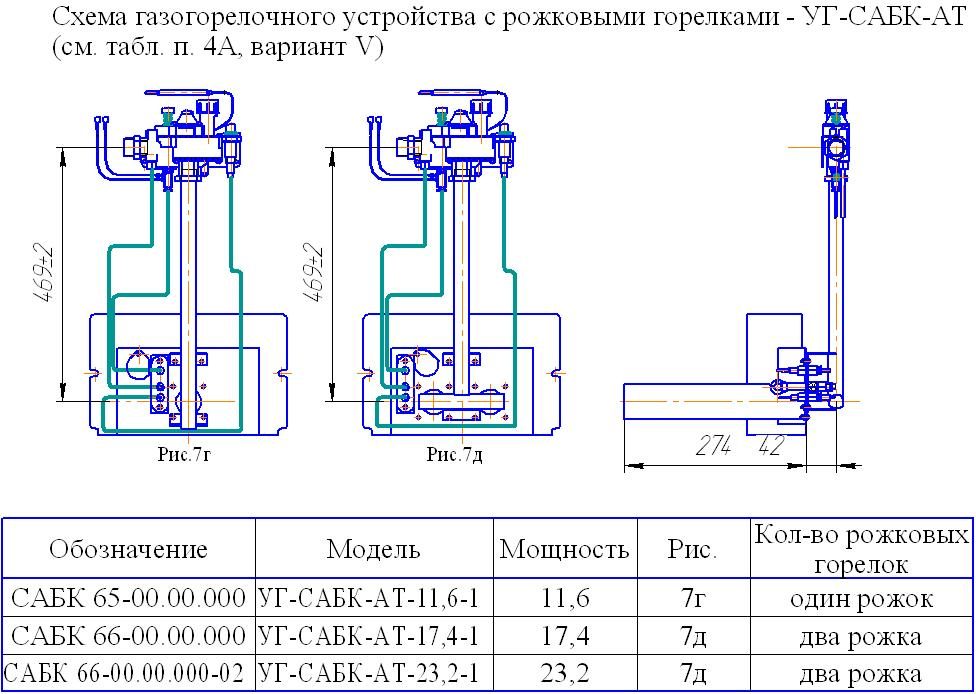 Схема газогорелочного устройства с рожковыми горелками - УГ-САБК-АТ
(см. табл. п. 4А, вариант V)
469±2
469±2
274 42
Рис.7г
Рис.7д
Обозначение Модель Мощность Рис. Кол-во рожковых
горелок
САБК 65-00.00.000 УГ-САБК-АТ-11,6-1 11,6 7г один рожок
САБК 66-00.00.000 УГ-САБК-АТ-17,4-1 17,4 7д два рожка
САБК 66-00.00.000-02 УГ-САБК-АТ-23,2-1 23,2 7д два рожка